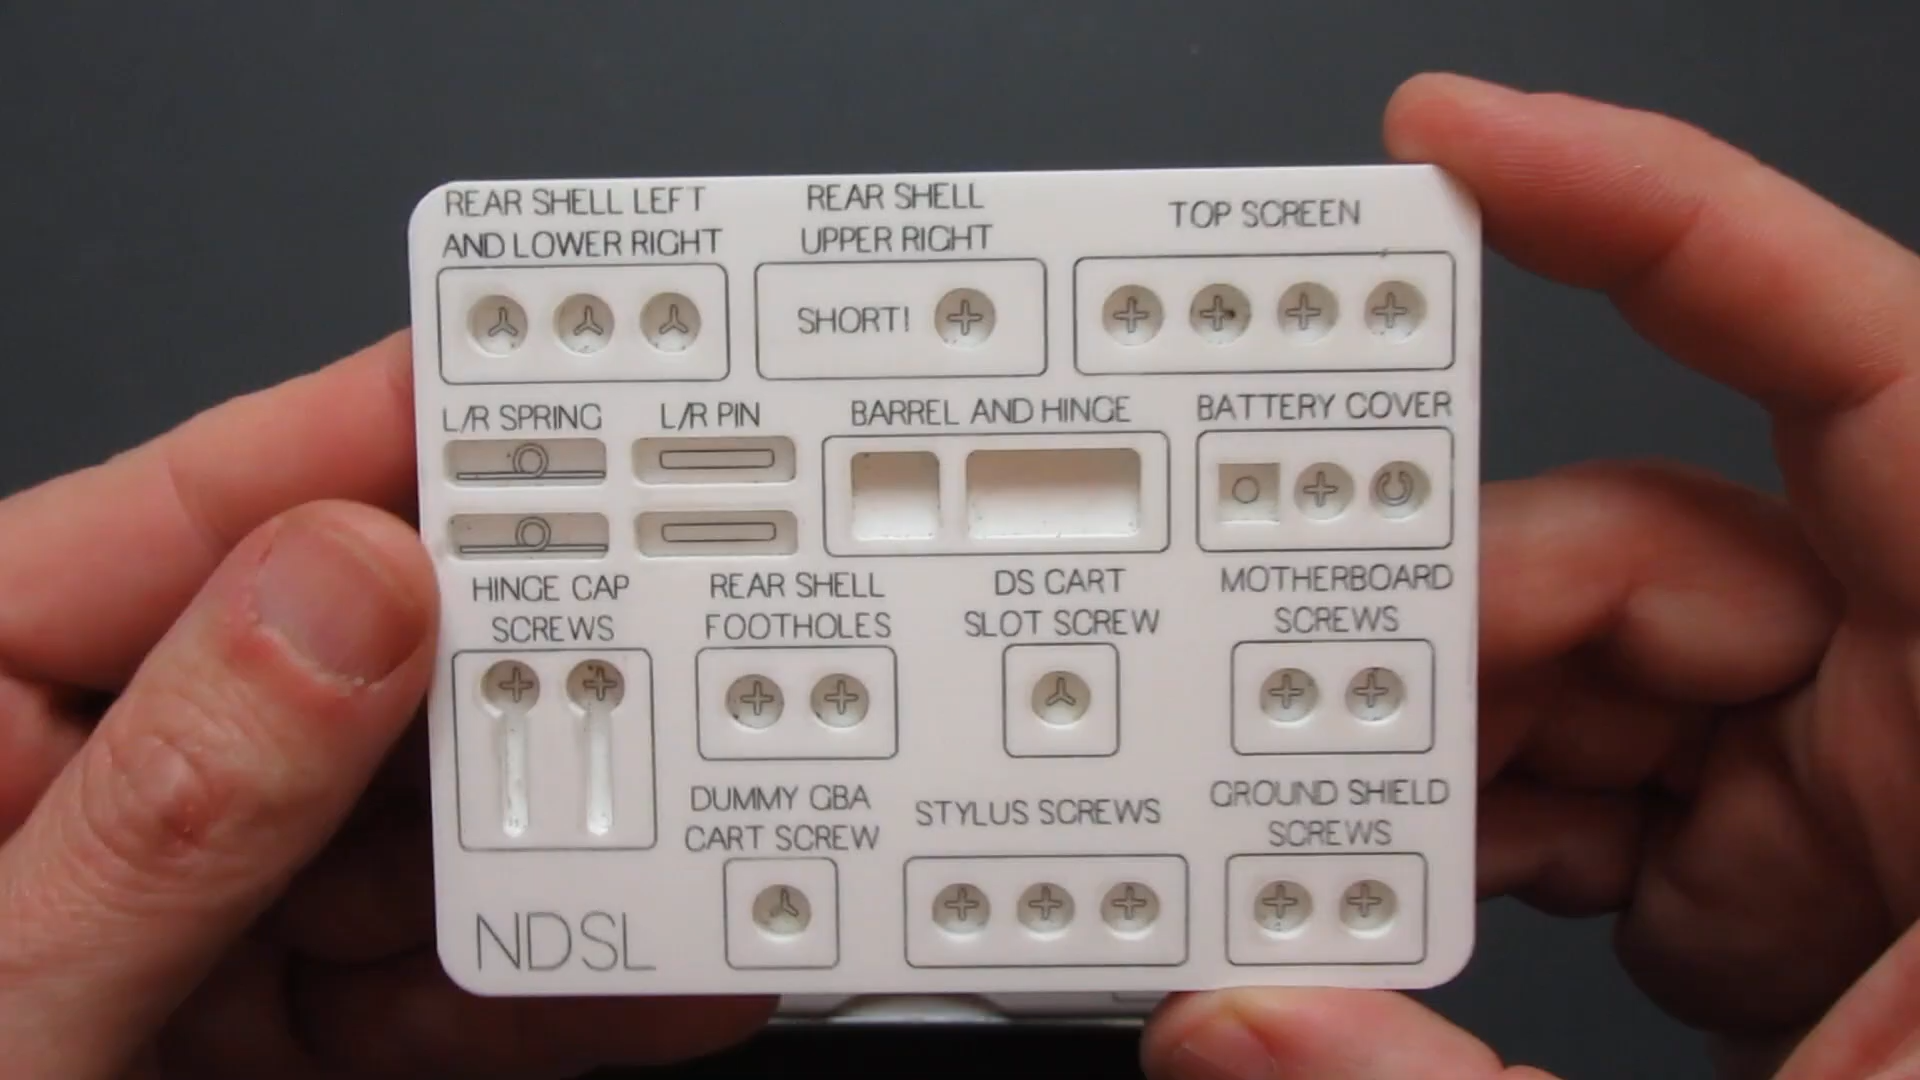 REAR SHELL LEFT
AND LOWER RIGHT
REAR SHELL
UPPER RIGHT
SHORT!
TOP SCREEN
L/R SPRING
L/R PIN
BARREL AND HINGE
BATTERY COVER
HINGE CAP
SCREWS
REAR SHELL
FOOTHOLES
DS CART
SLOT SCREW
MOTHERBOARD
SCREWS
DUMMY GBA
CART SCREW
STYLUS SCREWS
GROUND SHIELD
SCREWS
NDSL